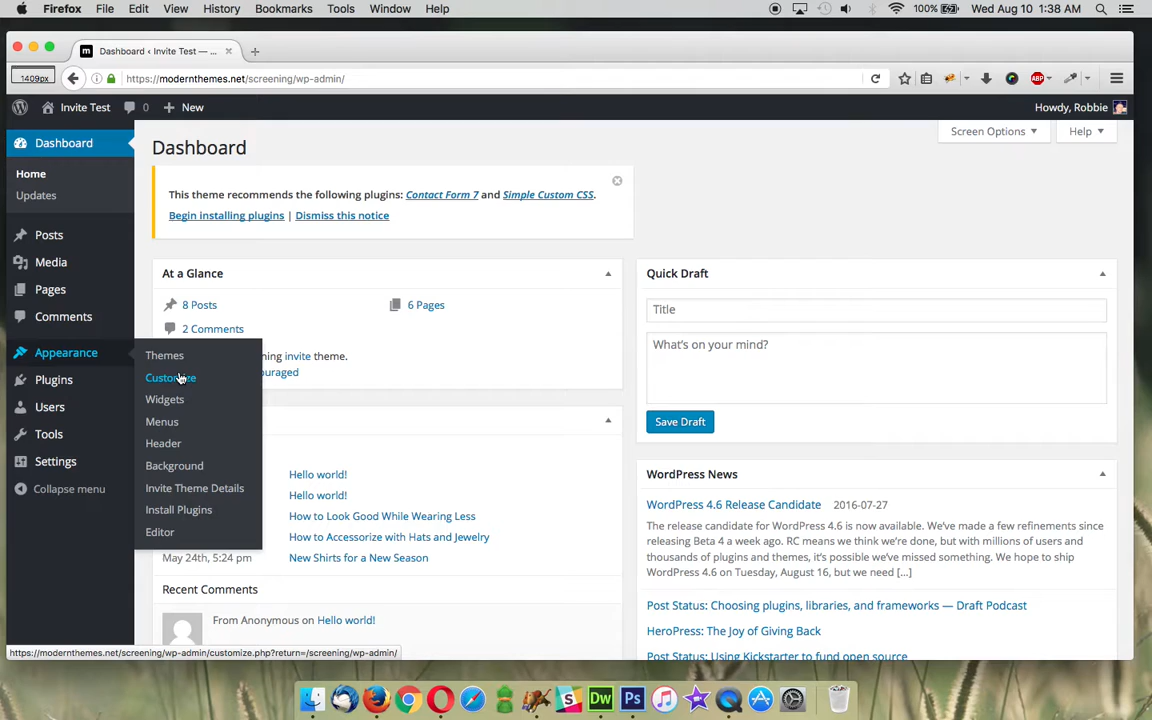 Firefox File Edit View History Bookmarks Tools Window Help 100% Wed Aug 10 1:38 AM
Dashboard ‹ Invite Test — ...
1409px https://modernthemes.net/screening/wp-admin/ ABP
Invite Test 0 New Howdy, Robbie
Screen Options Help
Dashboard
Home
Updates
Posts
Media
Pages
Comments
Appearance
Plugins
Users
Tools
Settings
Collapse menu
Themes
Customize
Widgets
Menus
Header
Background
Invite Theme Details
Install Plugins
Editor
Dashboard
This theme recommends the following plugins: Contact Form 7 and Simple Custom CSS.
Begin installing plugins | Dismiss this notice
At a Glance
8 Posts 6 Pages
2 Comments
invite theme.
Hello world!
Hello world!
How to Look Good While Wearing Less
How to Accessorize with Hats and Jewelry
May 24th, 5:24 pm New Shirts for a New Season
Recent Comments
From Anonymous on Hello world!
Quick Draft
Title
What's on your mind?
Save Draft
WordPress News
WordPress 4.6 Release Candidate 2016-07-27
The release candidate for WordPress 4.6 is now available. We've made a few refinements since
releasing Beta 4 a week ago. RC means we think we're done, but with millions of users and
thousands of plugins and themes, it's possible we've missed something. We hope to ship
WordPress 4.6 on Tuesday, August 16, but we need [...]
Post Status: Choosing plugins, libraries, and frameworks — Draft Podcast
HeroPress: The Joy of Giving Back
Post Status: Using Kickstarter to fund open source
https://modernthemes.net/screening/wp-admin/customize.php?return=/screening/wp-admin/
Dw Ps